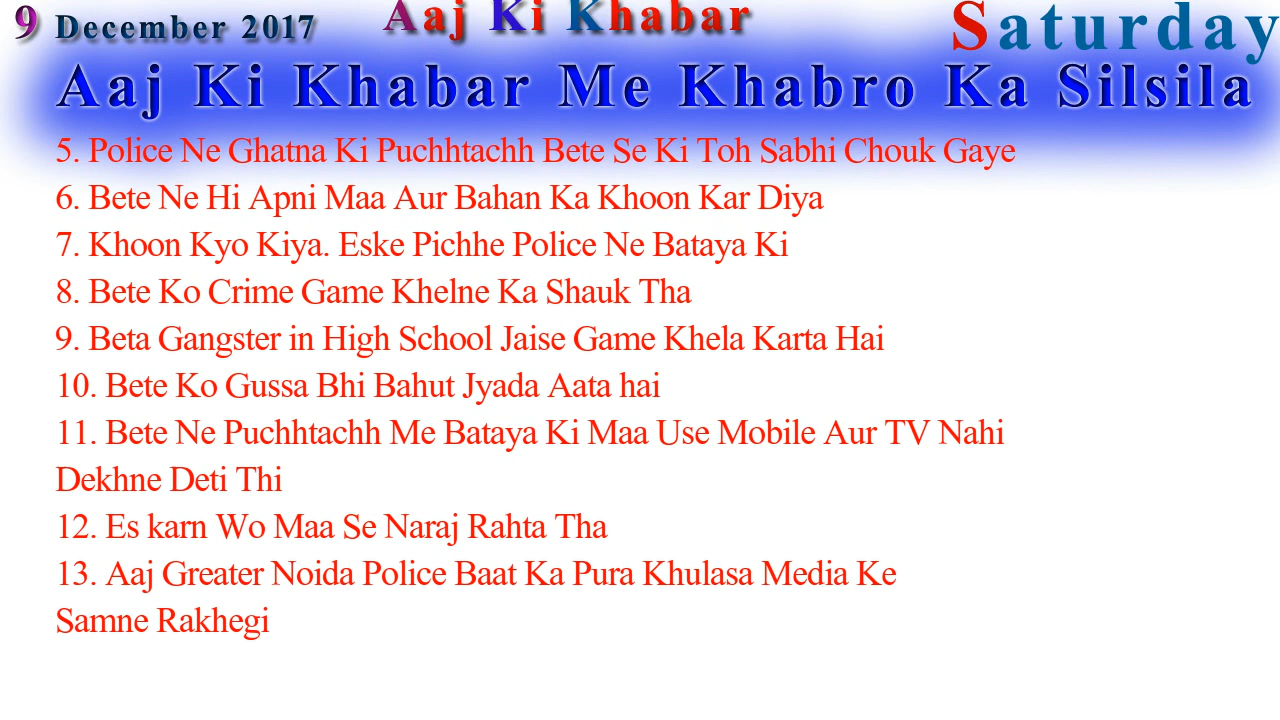 9 December 2017
Aaj Ki Khabar
Saturday
Aaj Ki Khabar Me Khabro Ka Silsila
5. Police Ne Ghatna Ki Puchhtachh Bete Se Ki Toh Sabhi Chouk Gaye
6. Bete Ne Hi Apni Maa Aur Bahan Ka Khoon Kar Diya
7. Khoon Kyo Kiya. Eske Pichhe Police Ne Bataya Ki
8. Bete Ko Crime Game Khelne Ka Shauk Tha
9. Beta Gangster in High School Jaise Game Khela Karta Hai
10. Bete Ko Gussa Bhi Bahut Jyada Aata hai
11. Bete Ne Puchhtachh Me Bataya Ki Maa Use Mobile Aur TV Nahi
Dekhne Deti Thi
12. Es karn Wo Maa Se Naraj Rahta Tha
13. Aaj Greater Noida Police Baat Ka Pura Khulasa Media Ke
Samne Rakhegi